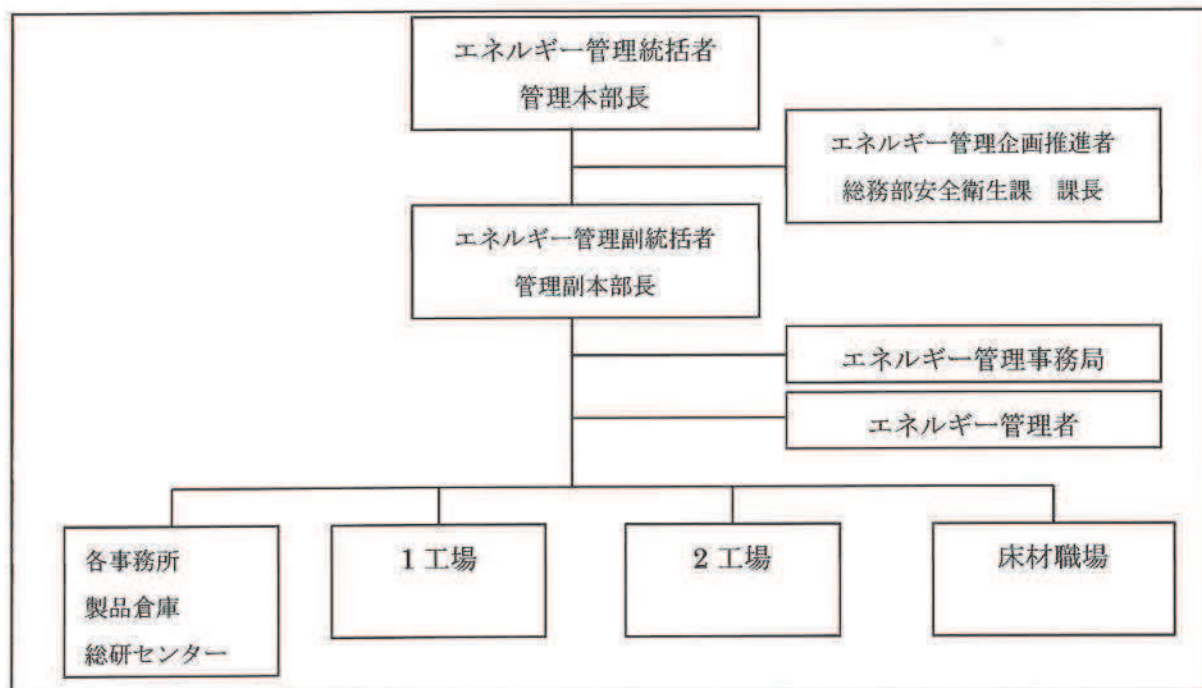 エネルギー管理統括者
管理本部長
エネルギー管理企画推進者
総務部安全衛生課　課長
エネルギー管理副統括者
管理副本部長
エネルギー管理事務局
エネルギー管理者
各事務所
製品倉庫
総研センター
1工場
2工場
床材職場